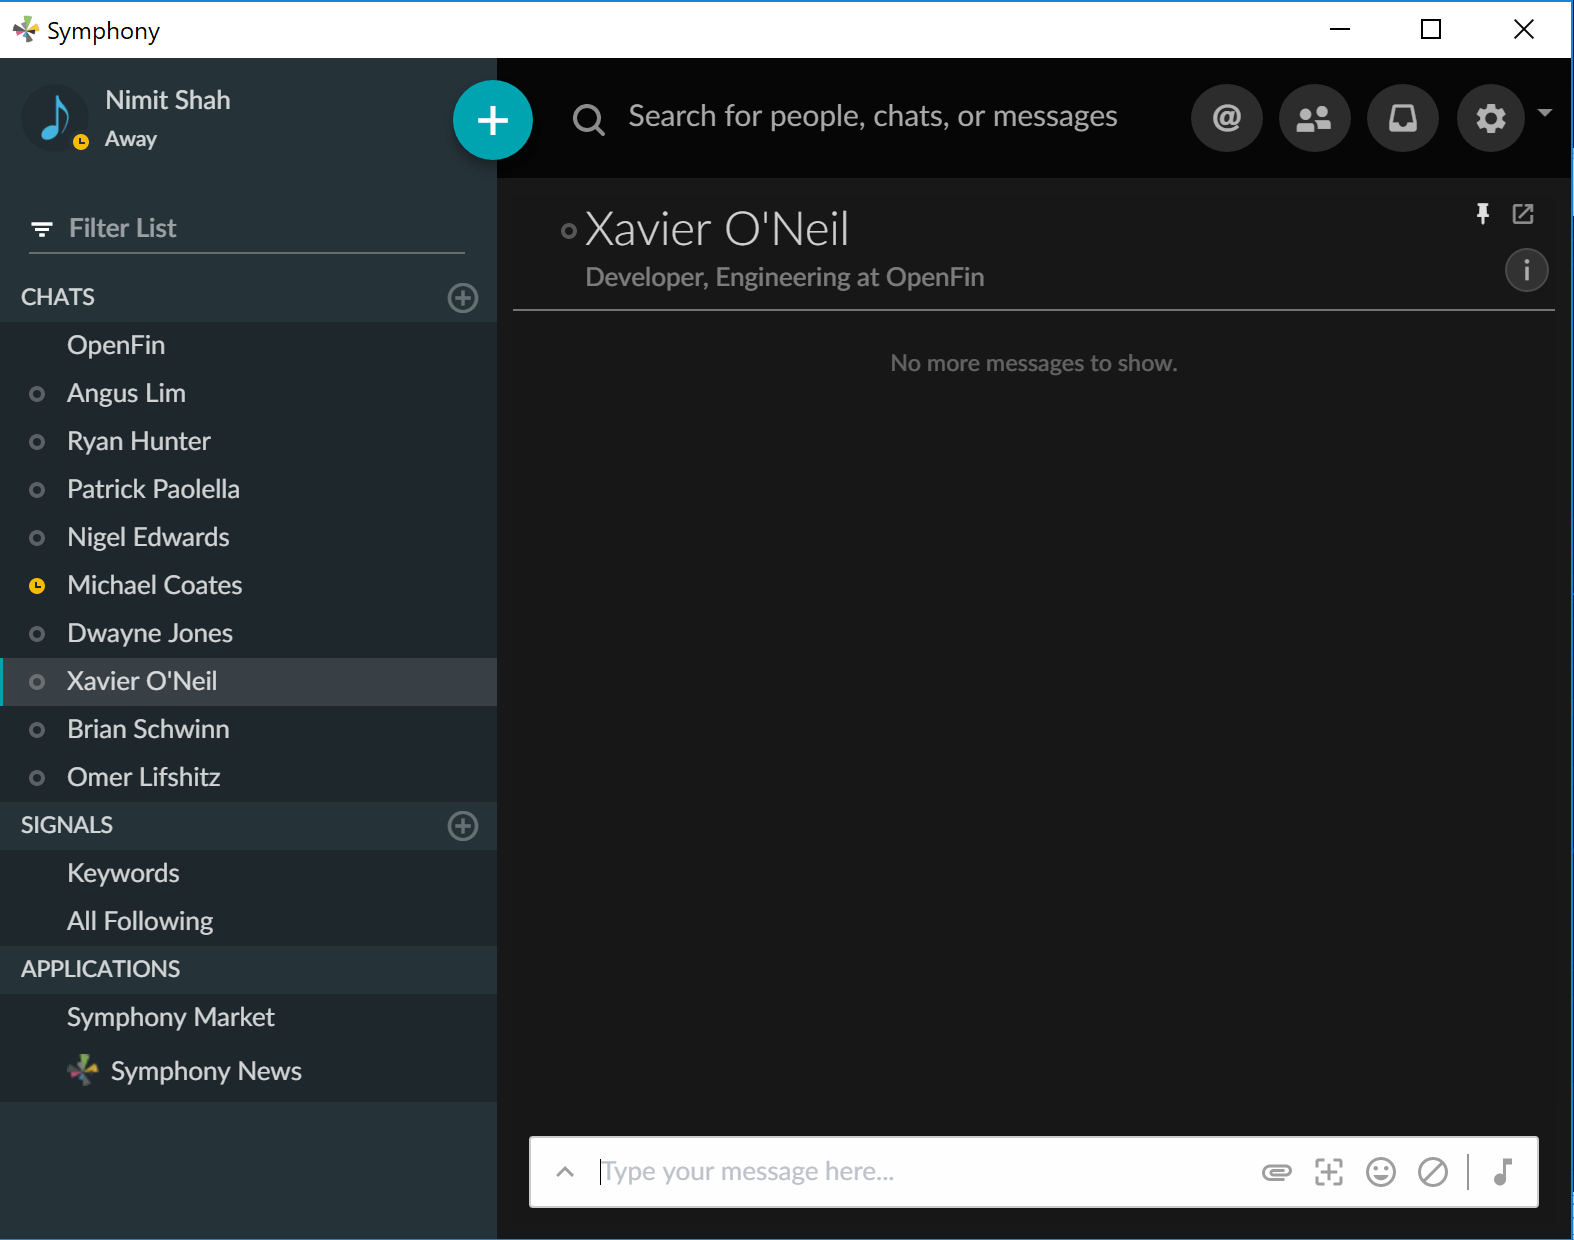 Symphony
Nimit Shah
Away
Search for people, chats, or messages
@
Filter List
Xavier O'Neil
Developer, Engineering at OpenFin
i
CHATS
No more messages to show.
OpenFin
Angus Lim
Ryan Hunter
Patrick Paolella
Nigel Edwards
Michael Coates
Dwayne Jones
Xavier O'Neil
Brian Schwinn
Omer Lifshitz
SIGNALS
Keywords
All Following
APPLICATIONS
Symphony Market
Symphony News
Type your message here...